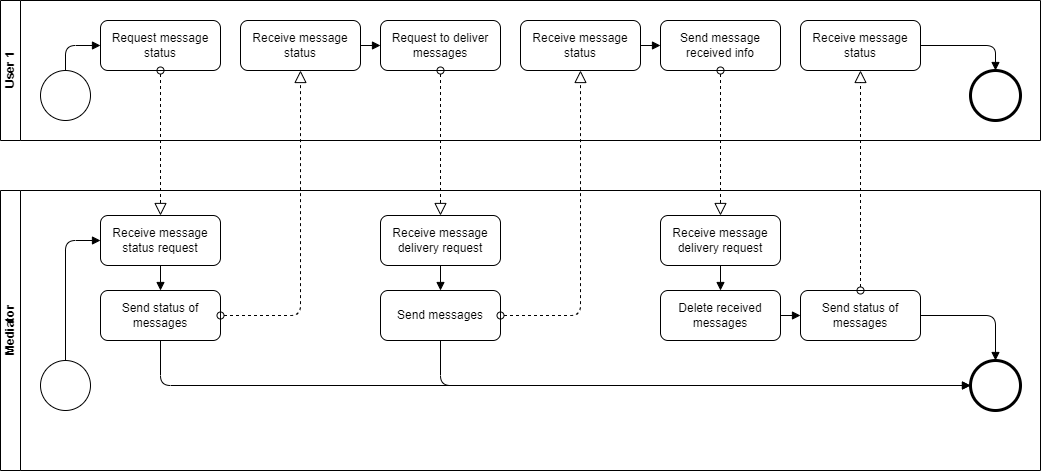 User 1
Request message
status
Receive message
status
Request to deliver
messages
Receive message
status
Send message
received info
Receive message
status
Mediator
Receive message
status request
Receive message
delivery request
Receive message
delivery request
Send status of
messages
Send messages
Delete received
messages
Send status of
messages